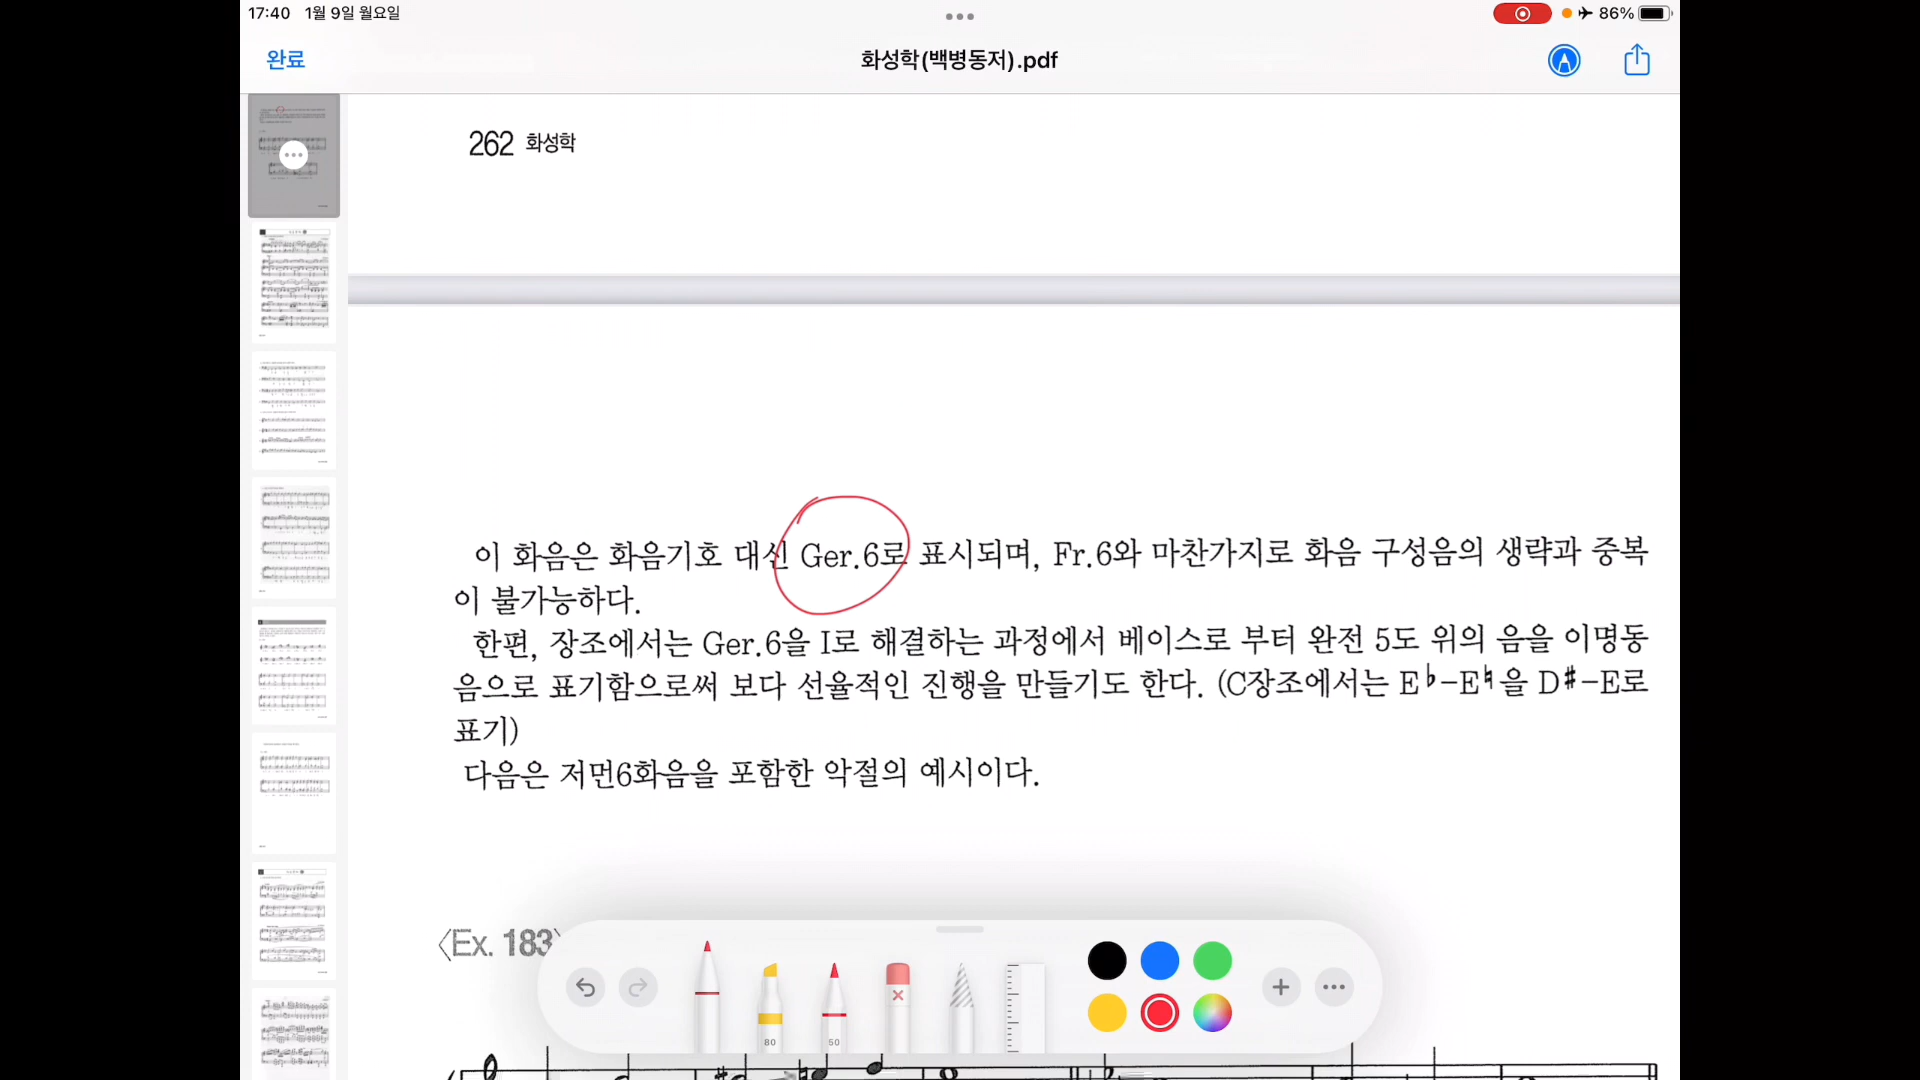 17:40 1월 9일 월요일
86%
완료
화성학(백병동저).pdf
262 화성학
이 화음은 화음기호 대신 Ger.6로 표시되며, Fr.6와 마찬가지로 화음 구성음의 생략과 중복
이 불가능하다.
한편, 장조에서는 Ger.6을 I로 해결하는 과정에서 베이스로 부터 완전 5도 위의 음을 이명동
음으로 표기함으로써 보다 선율적인 진행을 만들기도 한다. (C장조에서는 E♭-E♮을 D♯-E로
표기)
다음은 저먼6화음을 포함한 악절의 예시이다.
〈Ex. 183〉
80
50